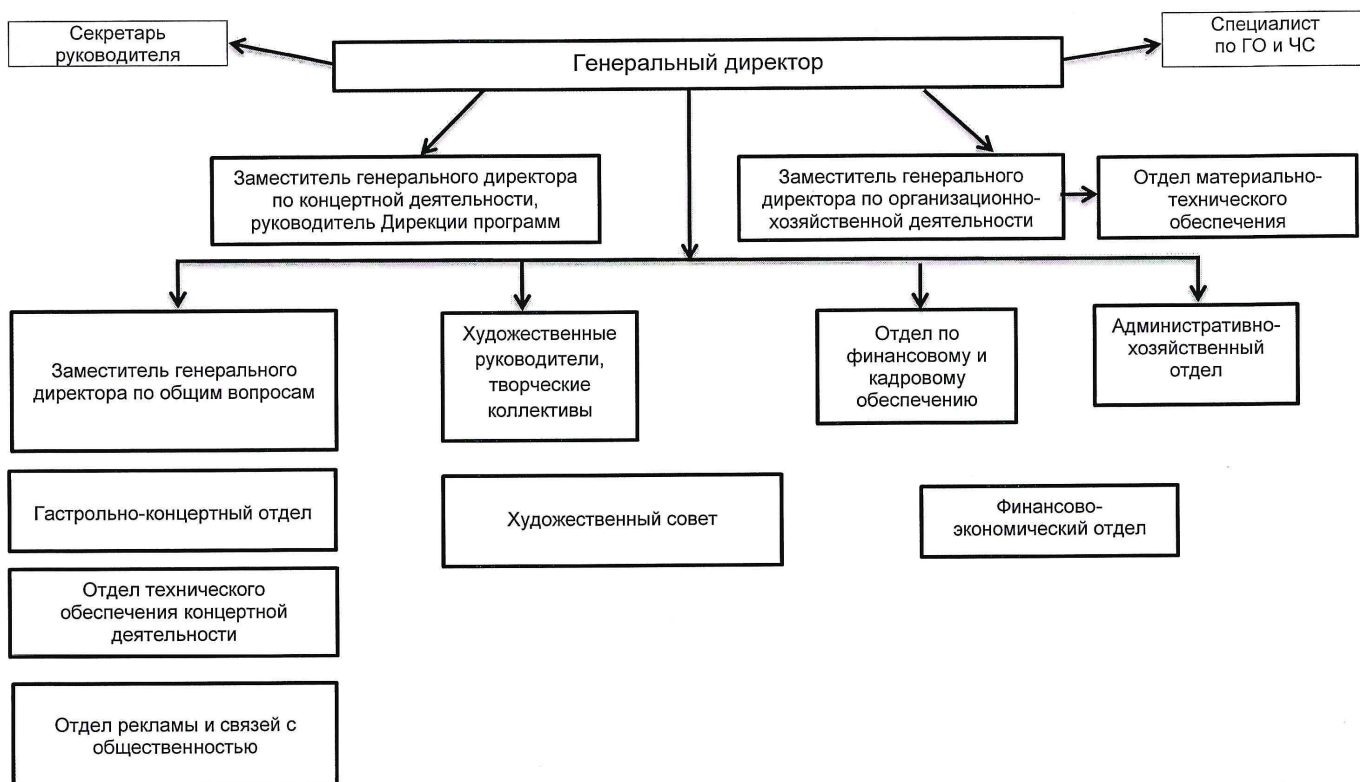 Секретарь
руководителя
Специалист
по ГО и ЧС
Генеральный директор
Заместитель генерального директора
по концертной деятельности,
руководитель Дирекции программ
Заместитель генерального
директора по организационно-
хозяйственной деятельности
Отдел материально-
технического
обеспечения
Заместитель генерального
директора по общим вопросам
Художественные
руководители,
творческие
коллективы
Отдел по
финансовому и
кадровому
обеспечению
Административно-
хозяйственный
отдел
Гастрольно-концертный отдел
Художественный совет
Финансово-
экономический отдел
Отдел технического
обеспечения концертной
деятельности
Отдел рекламы и связей с
общественностью